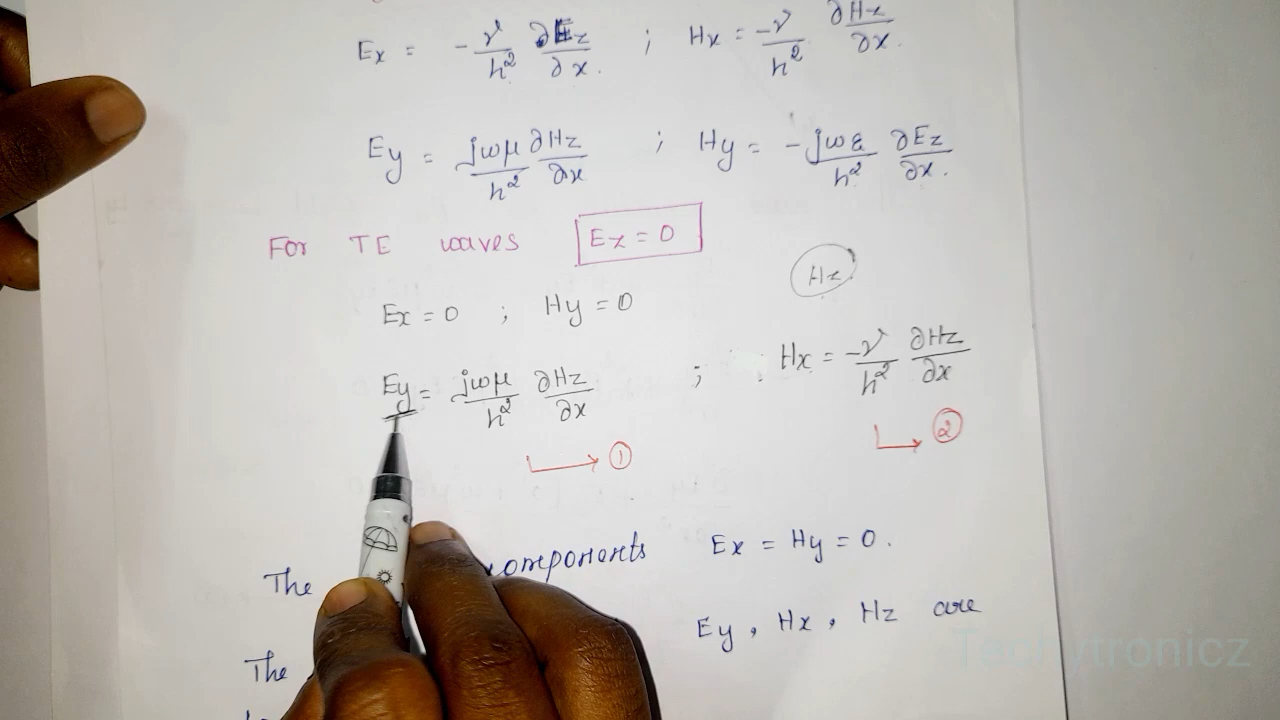 Ex = -γ/h² ∂Ez/∂x. ; Hx = -γ/h² ∂Hz/∂x.
Ey = jωμ/h² ∂Hz/∂x ; Hy = -jωε/h² ∂Ez/∂x.
For TE waves Ez = 0
Hz
Ex = 0 ; Hy = 0
Ey = jωμ/h² ∂Hz/∂x ; Hx = -γ/h² ∂Hz/∂x
① ②
The omponents Ex = Hy = 0.
The Ey, Hx, Hz are
Techytronicz